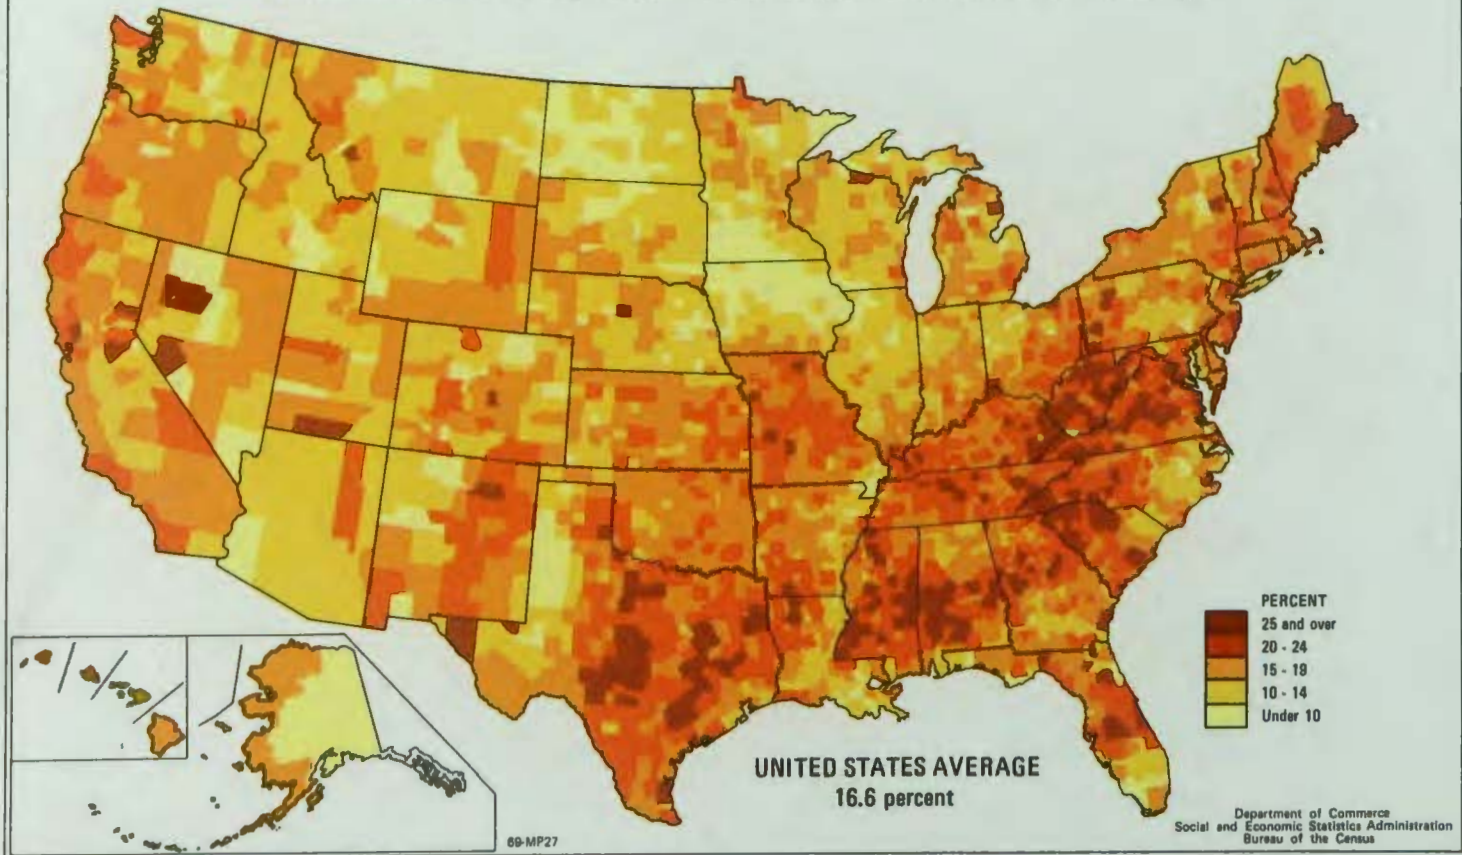 PERCENT
25 and over
20 - 24
15 - 19
10 - 14
Under 10
UNITED STATES AVERAGE
16.6 percent
69-MP27
Department of Commerce
Social and Economic Statistics Administration
Bureau of the Census